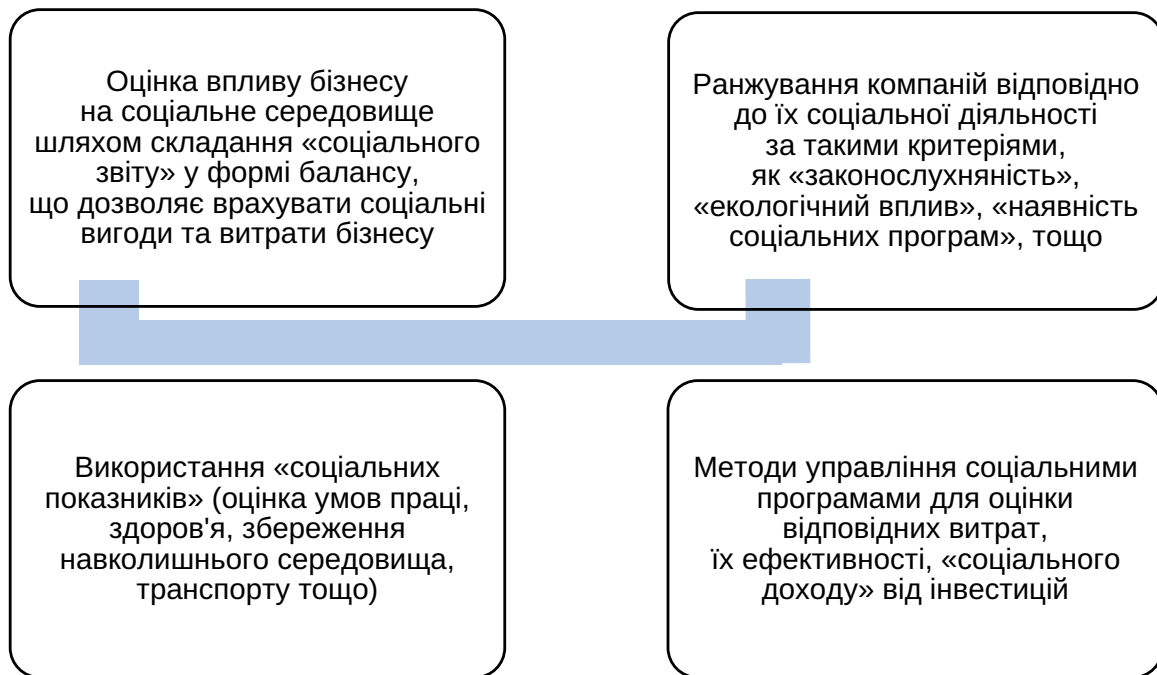 Оцінка впливу бізнесу
на соціальне середовище
шляхом складання «соціального
звіту» у формі балансу,
що дозволяє врахувати соціальні
вигоди та витрати бізнесу
Ранжування компаній відповідно
до їх соціальної діяльності
за такими критеріями,
як «законослухняність»,
«екологічний вплив», «наявність
соціальних програм», тощо
Використання «соціальних
показників» (оцінка умов праці,
здоров'я, збереження
навколишнього середовища,
транспорту тощо)
Методи управління соціальними
програмами для оцінки
відповідних витрат,
їх ефективності, «соціального
доходу» від інвестицій